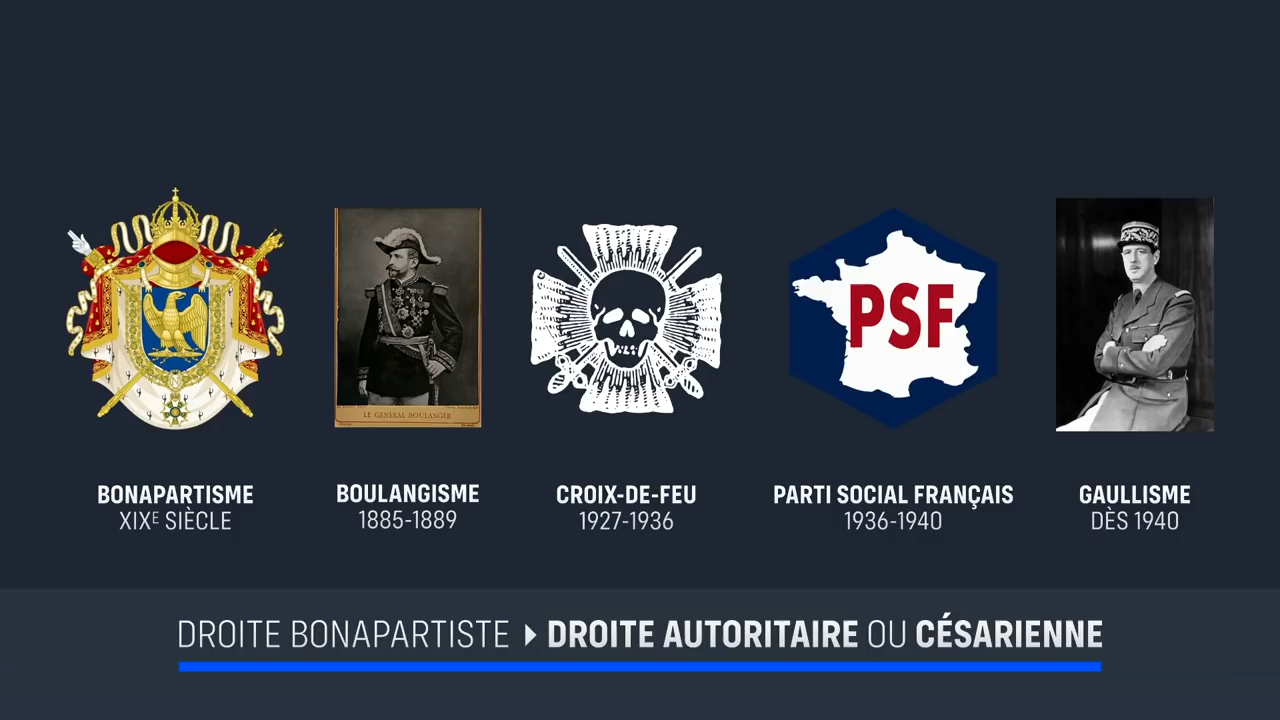 PSF
LE GÉNÉRAL BOULANGER
BONAPARTISME
XIXᴱ SIÈCLE
BOULANGISME
1885-1889
CROIX-DE-FEU
1927-1936
PARTI SOCIAL FRANÇAIS
1936-1940
GAULLISME
DÈS 1940
DROITE BONAPARTISTE ▸ DROITE AUTORITAIRE OU CÉSARIENNE